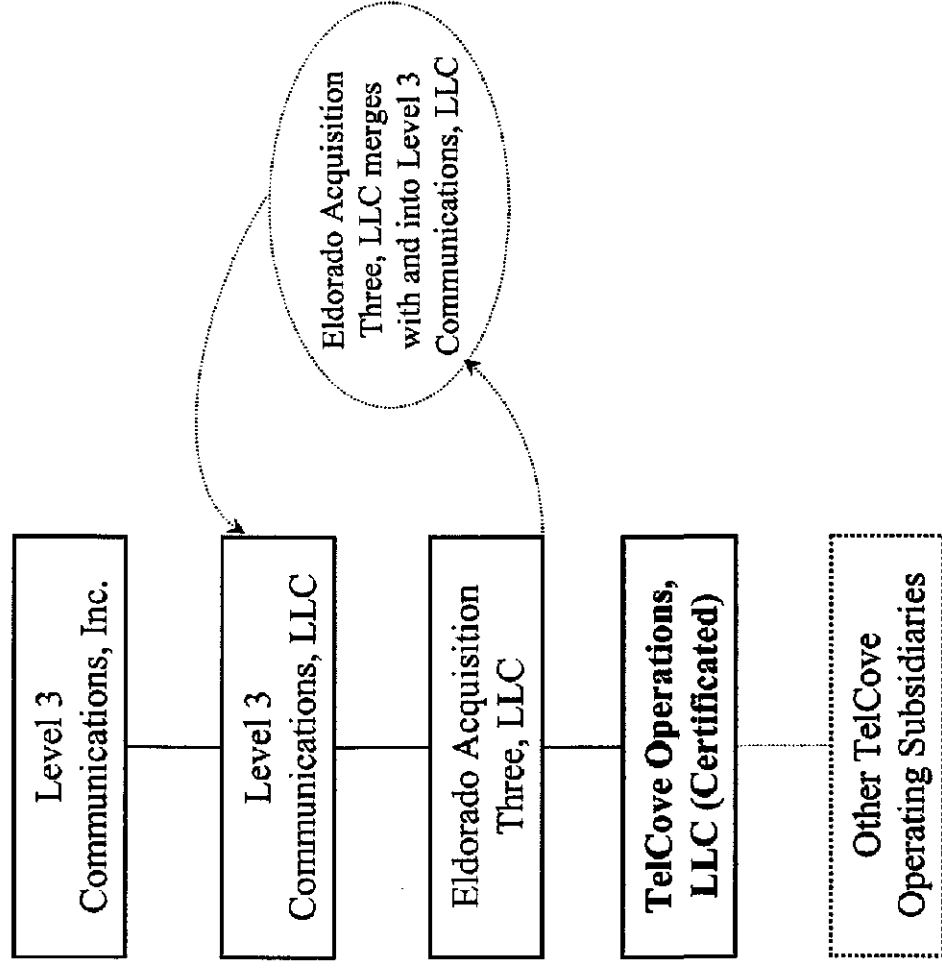 Level 3
Communications, Inc.
Level 3
Communications, LLC
Eldorado Acquisition
Three, LLC
TelCove Operations,
LLC (Certificated)
Other TelCove
Operating Subsidiaries
Eldorado Acquisition
Three, LLC merges
with and into Level 3
Communications, LLC